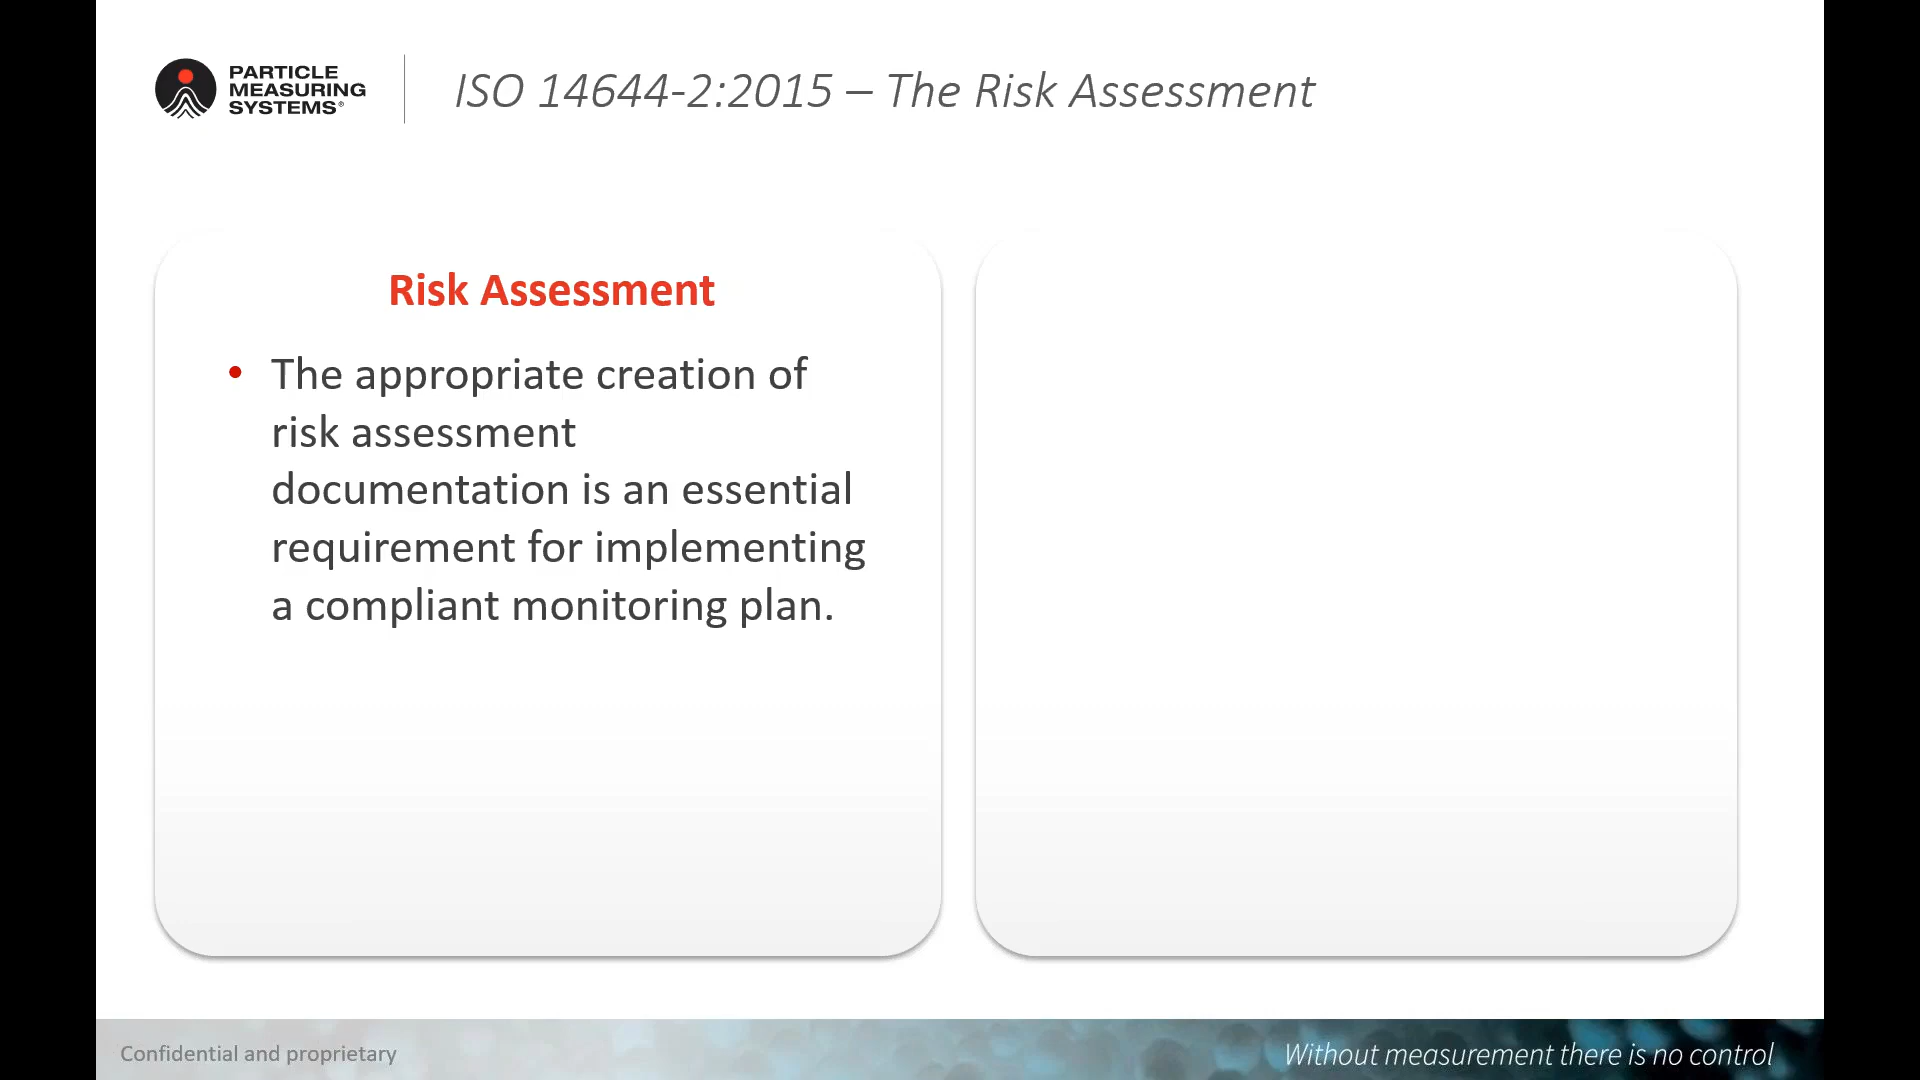 PARTICLE
MEASURING
SYSTEMS®
ISO 14644-2:2015 – The Risk Assessment
Risk Assessment
• The appropriate creation of
risk assessment
documentation is an essential
requirement for implementing
a compliant monitoring plan.
Confidential and proprietary
Without measurement there is no control